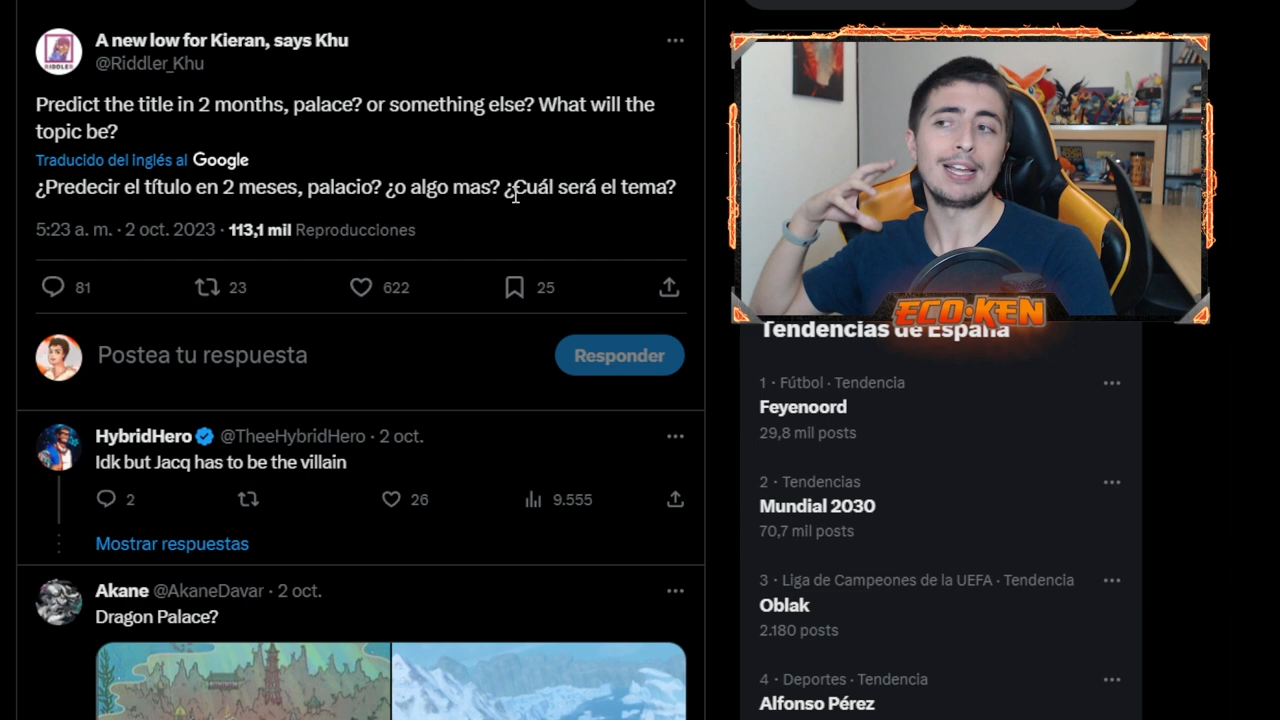 A new low for Kieran, says Khu
@Riddler_Khu
Predict the title in 2 months, palace? or something else? What will the
topic be?
Traducido del inglés al Google
¿Predecir el título en 2 meses, palacio? ¿o algo mas? ¿Cuál será el tema?
5:23 a. m. · 2 oct. 2023 · 113,1 mil Reproducciones
81 23 622 25
Postea tu respuesta
Responder
HybridHero @TheeHybridHero · 2 oct.
Idk but Jacq has to be the villain
2 26 9.555
Mostrar respuestas
Akane @AkaneDavar · 2 oct.
Dragon Palace?
RIDDLER
ECO·KEN
Tendencias de España
1 · Fútbol · Tendencia
Feyenoord
29,8 mil posts
2 · Tendencias
Mundial 2030
70,7 mil posts
3 · Liga de Campeones de la UEFA · Tendencia
Oblak
2.180 posts
4 · Deportes · Tendencia
Alfonso Pérez